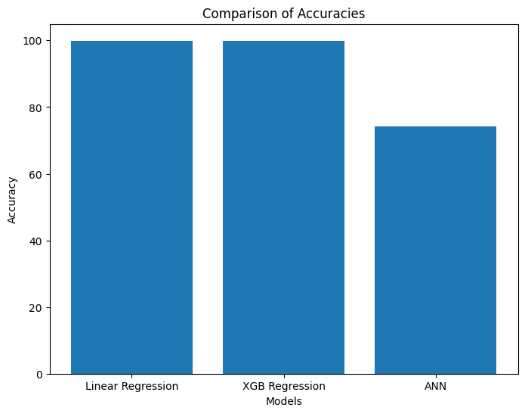 Comparison of Accuracies
100
80
60
40
20
0
Accuracy
Linear Regression
XGB Regression
ANN
Models